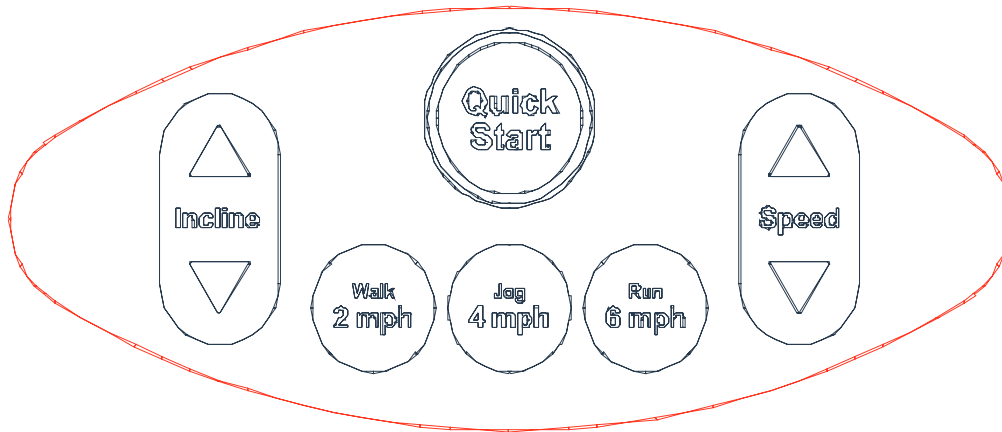 Quick
Start
Incline
Speed
Walk
2 mph
Jog
4 mph
Run
6 mph